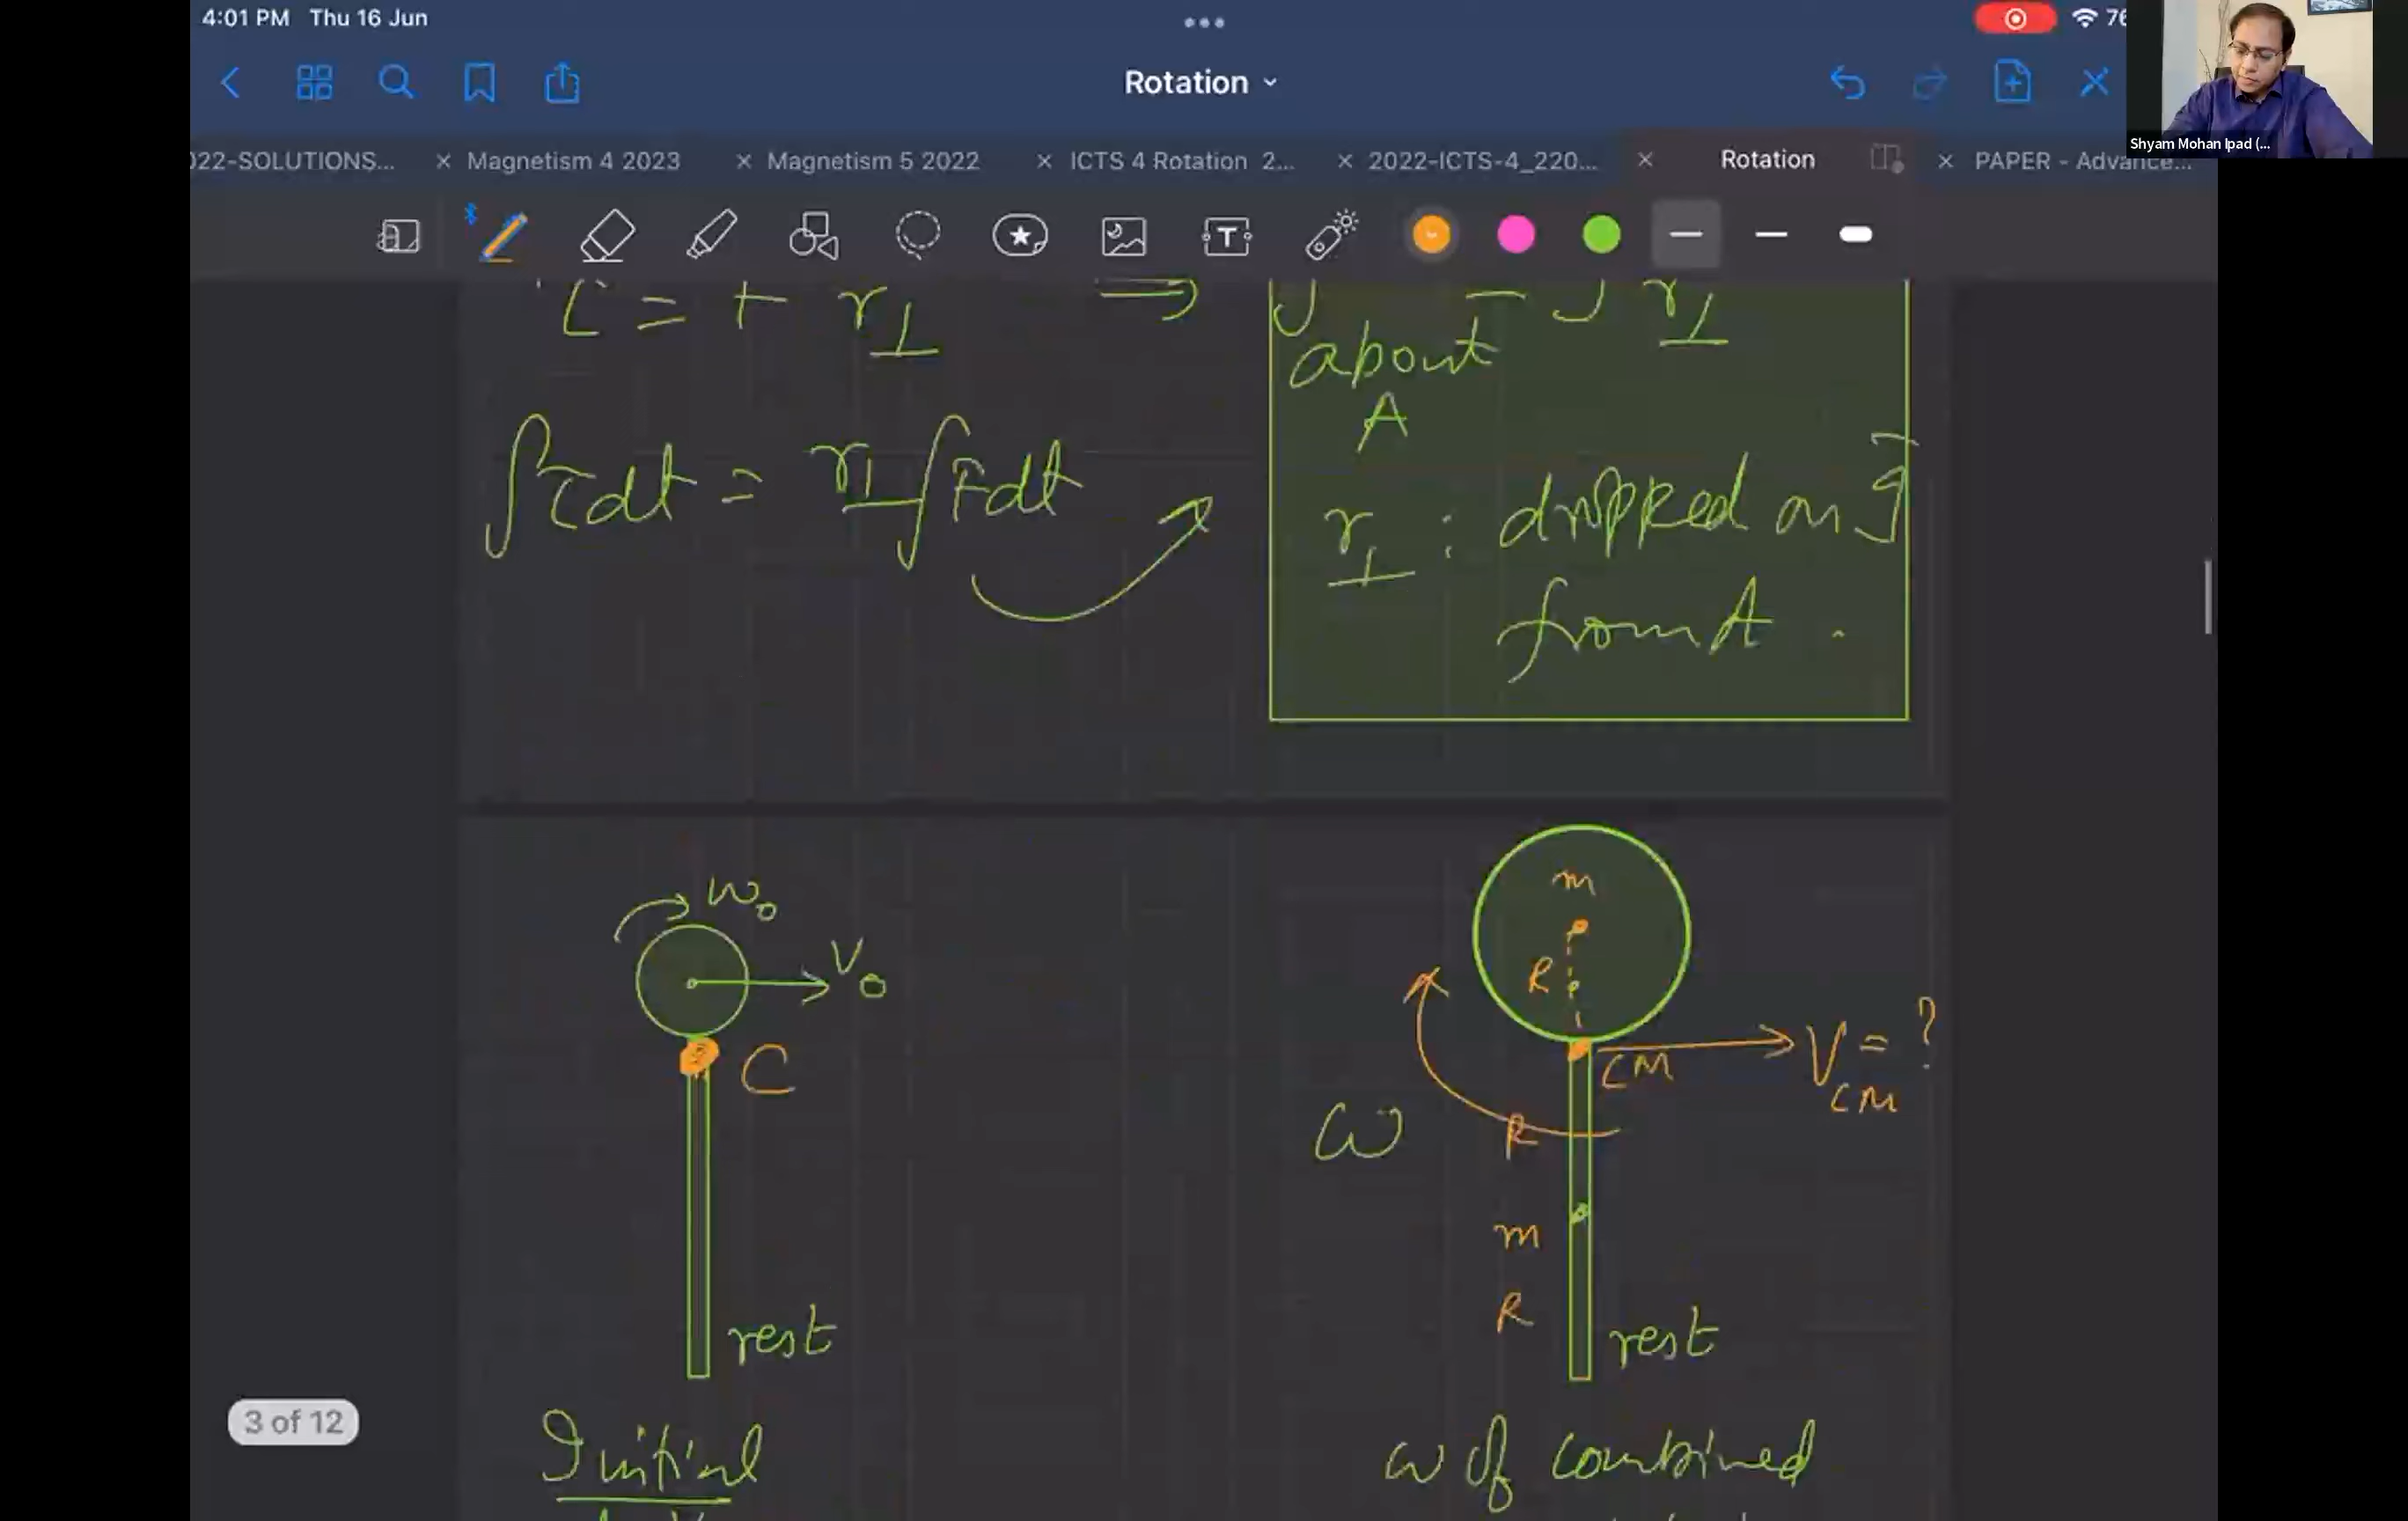 4:01 PM Thu 16 Jun
76
Rotation
Shyam Mohan Ipad (...
022-SOLUTIONS...
Magnetism 4 2023
Magnetism 5 2022
ICTS 4 Rotation 2...
2022-ICTS-4_220...
Rotation
PAPER - Advance...
T
τ = + r⊥ ⇒
= J r⊥
about
A
∫τdt = r⊥∫Fdt
r⊥ : dropped on J
from A.
ω₀
V₀
C
rest
Initial
m
R
CM
V_CM = ?
R
ω
m
R
rest
ω of combined
3 of 12